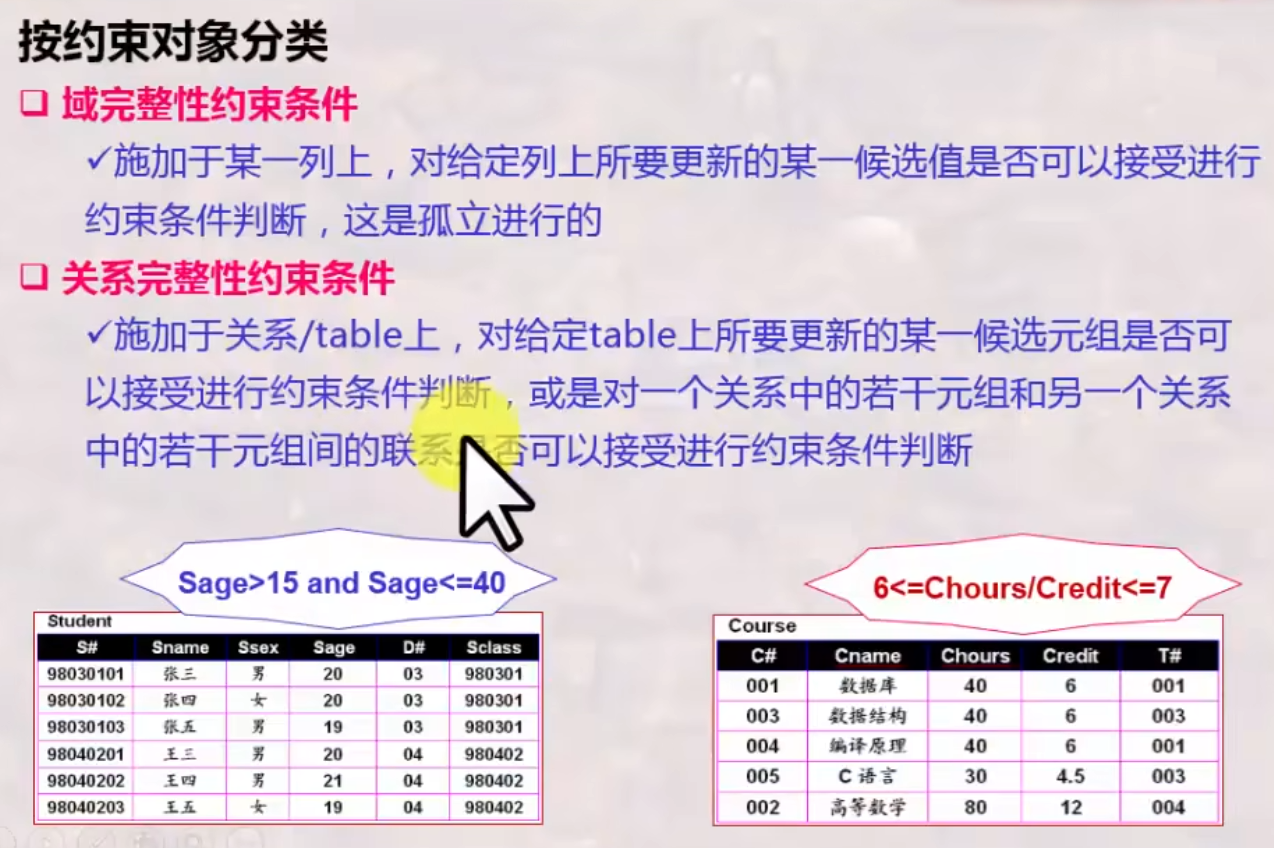 按约束对象分类
❑ 域完整性约束条件
✓施加于某一列上，对给定列上所要更新的某一候选值是否可以接受进行
约束条件判断，这是孤立进行的
❑ 关系完整性约束条件
✓施加于关系/table上，对给定table上所要更新的某一候选元组是否可
以接受进行约束条件判断，或是对一个关系中的若干元组和另一个关系
中的若干元组间的联系是否可以接受进行约束条件判断
Sage>15 and Sage<=40
Student
S# Sname Ssex Sage D# Sclass
98030101 张三 男 20 03 980301
98030102 张四 女 20 03 980301
98030103 张五 男 19 03 980301
98040201 王三 男 20 04 980402
98040202 王四 男 21 04 980402
98040203 王五 女 19 04 980402
6<=Chours/Credit<=7
Course
C# Cname Chours Credit T#
001 数据库 40 6 001
003 数据结构 40 6 003
004 编译原理 40 6 001
005 C 语言 30 4.5 003
002 高等数学 80 12 004